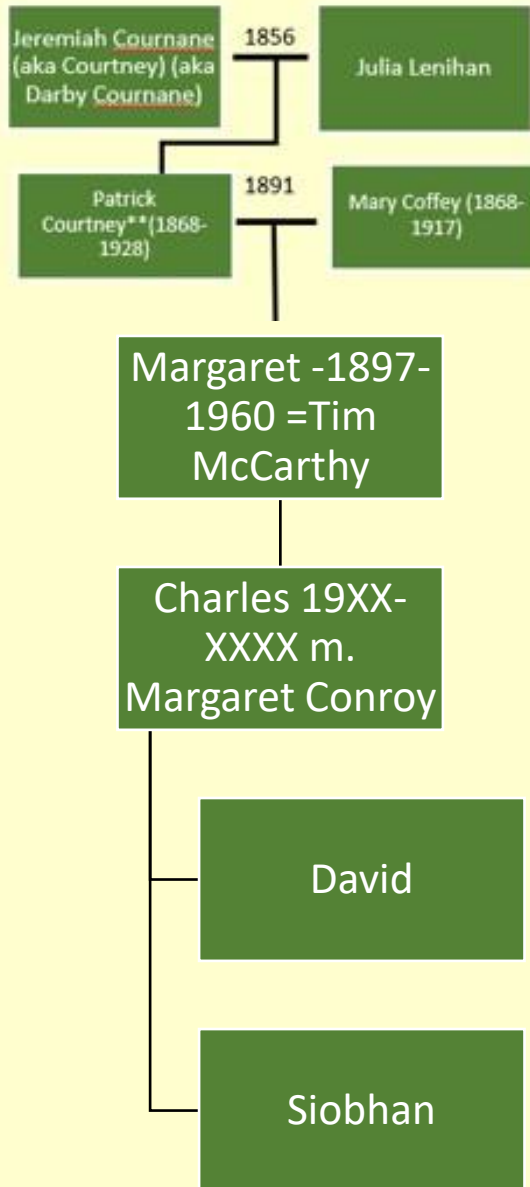 Jeremiah Cournane
(aka Courtney) (aka
Darby Cournane)
1856
Julia Lenihan
Patrick
Courtney**(1868-
1928)
1891
Mary Coffey (1868-
1917)
Margaret -1897-
1960 =Tim
McCarthy
Charles 19XX-
XXXX m.
Margaret Conroy
David
Siobhan